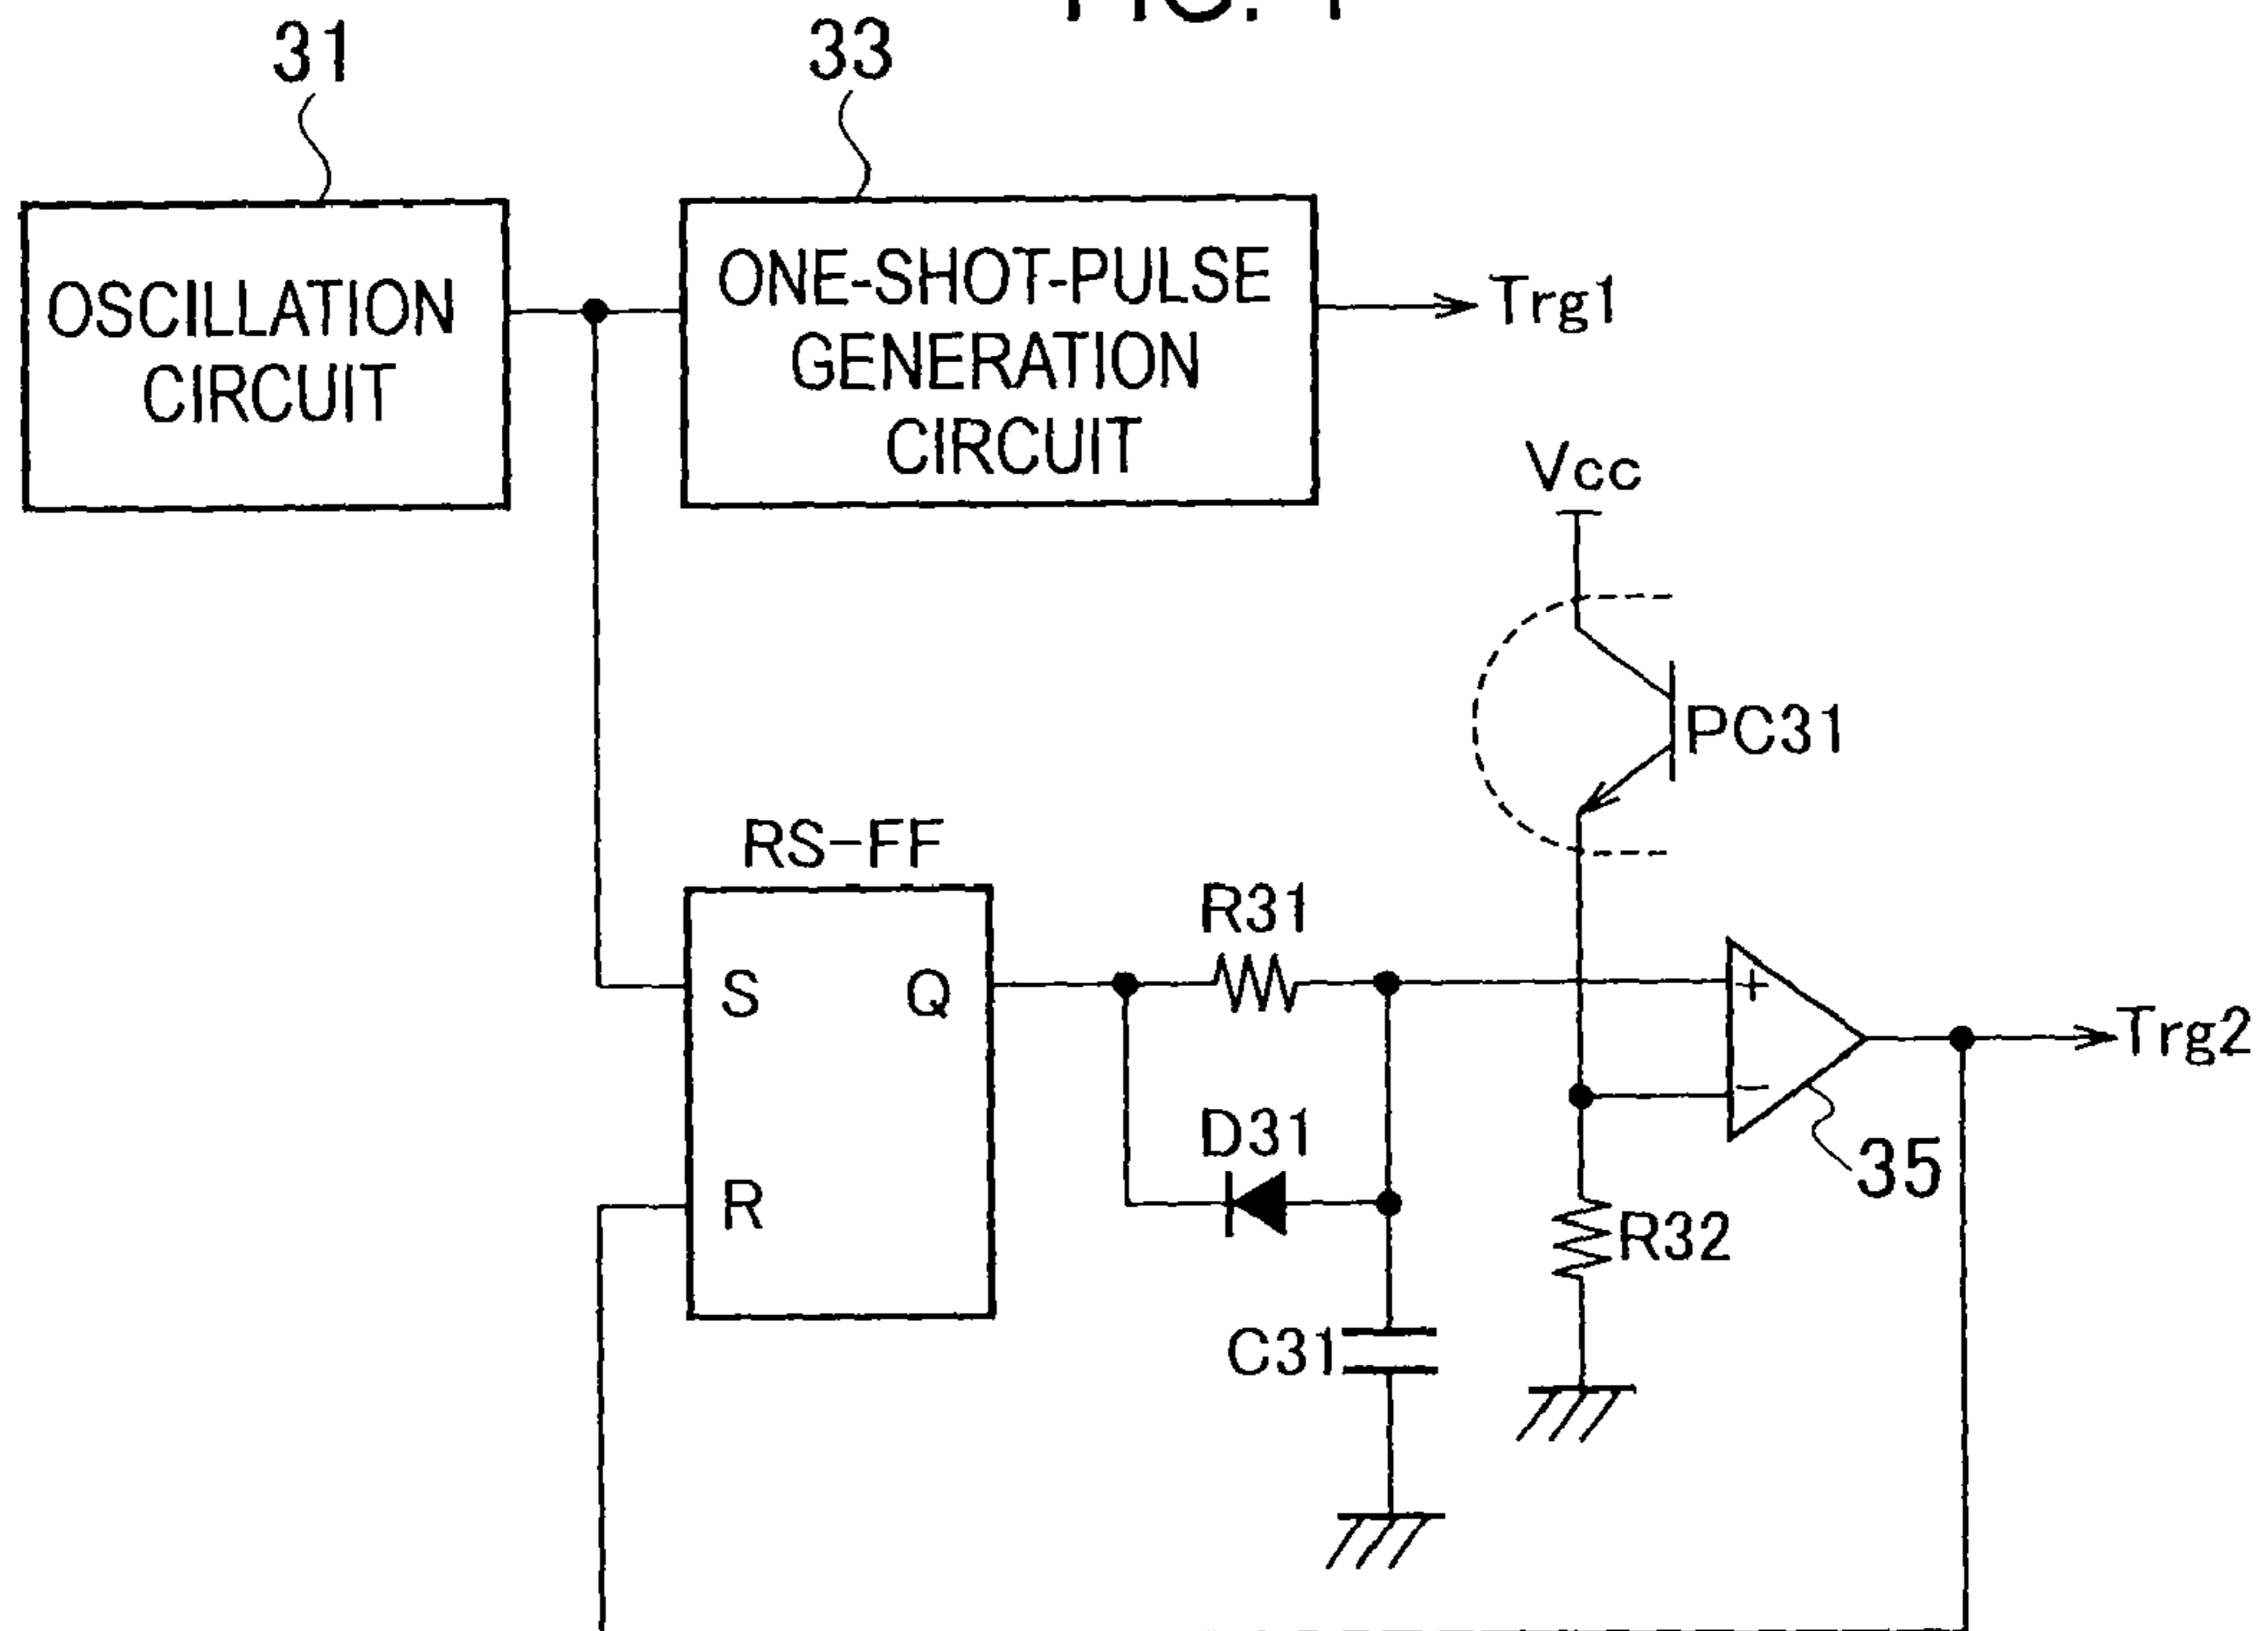 31
33
OSCILLATION
CIRCUIT
ONE-SHOT-PULSE
GENERATION
CIRCUIT
Trg1
Vcc
PC31
RS-FF
S
Q
R
R31
D31
C31
+
−
R32
35
Trg2